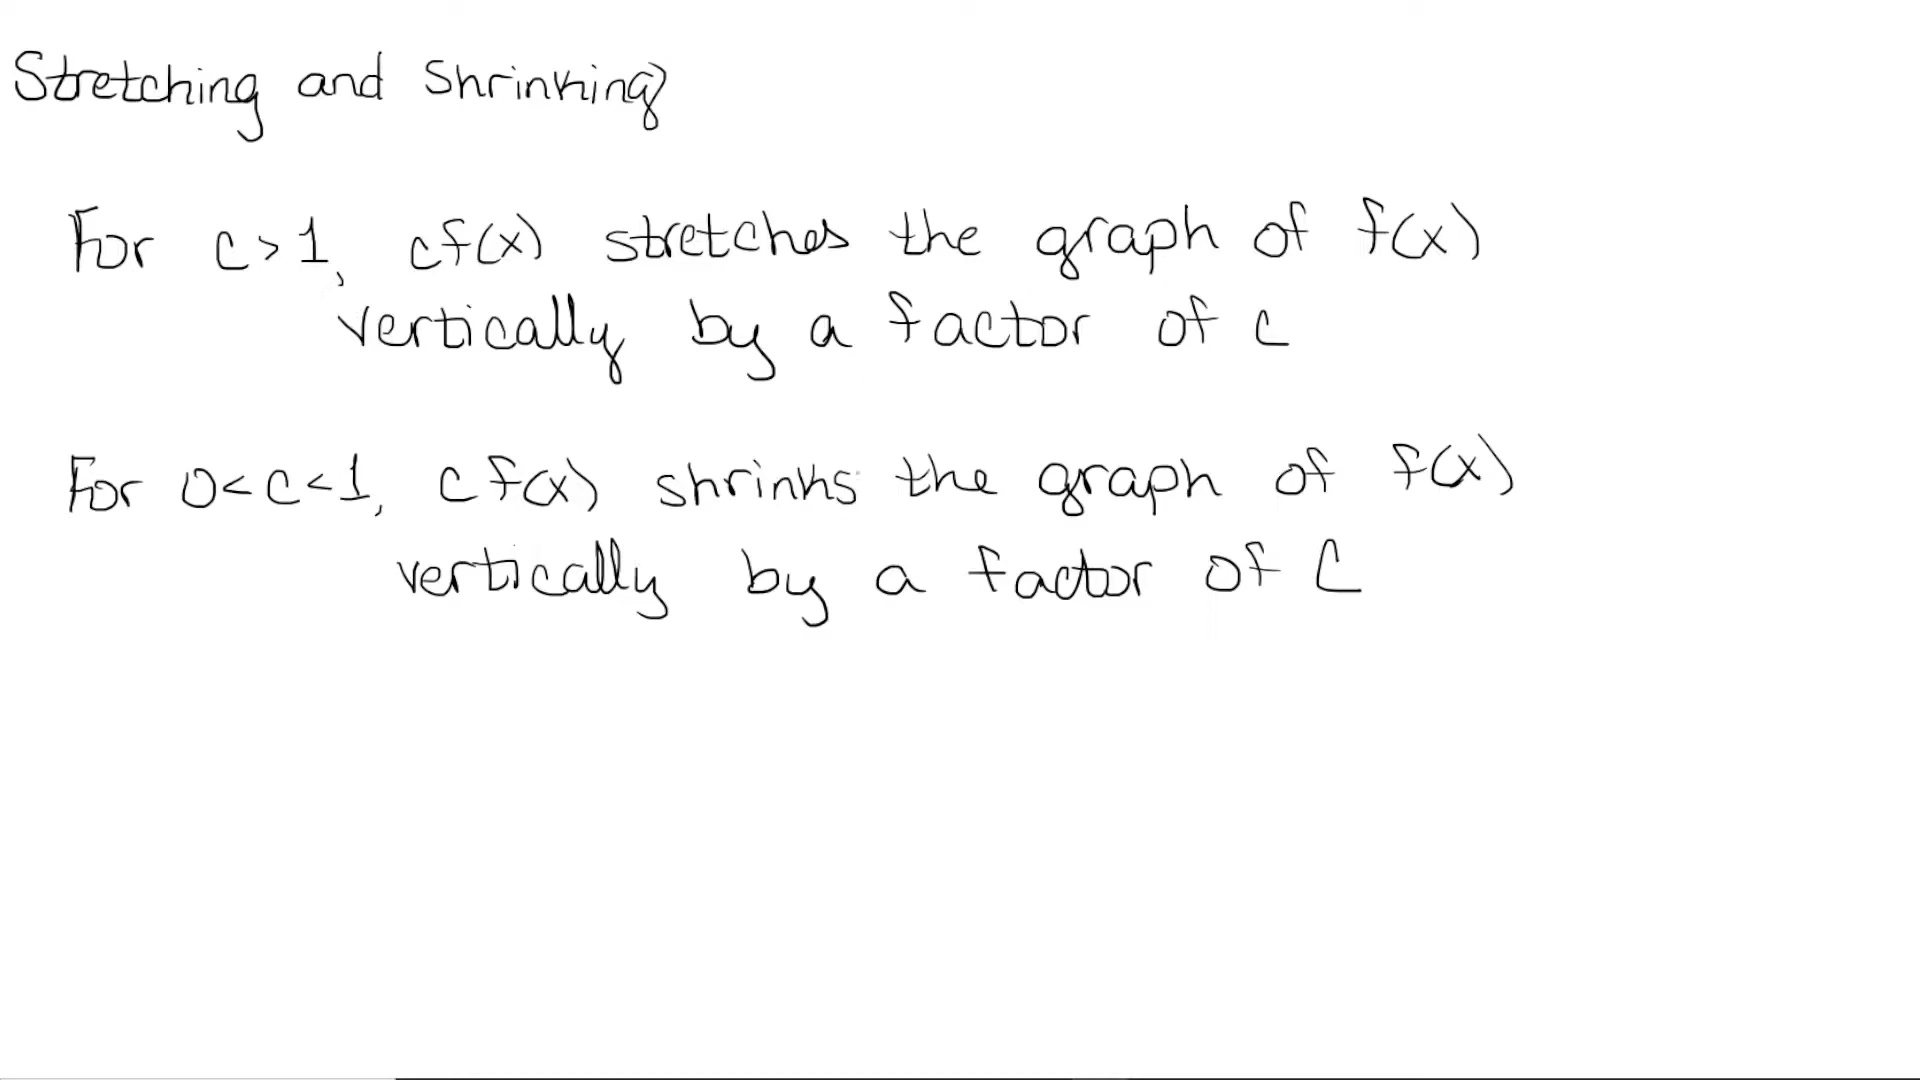 Stretching and Shrinking
For c > 1, cf(x) stretches the graph of f(x)
vertically by a factor of c
For 0 < c < 1, cf(x) shrinks the graph of f(x)
vertically by a factor of C